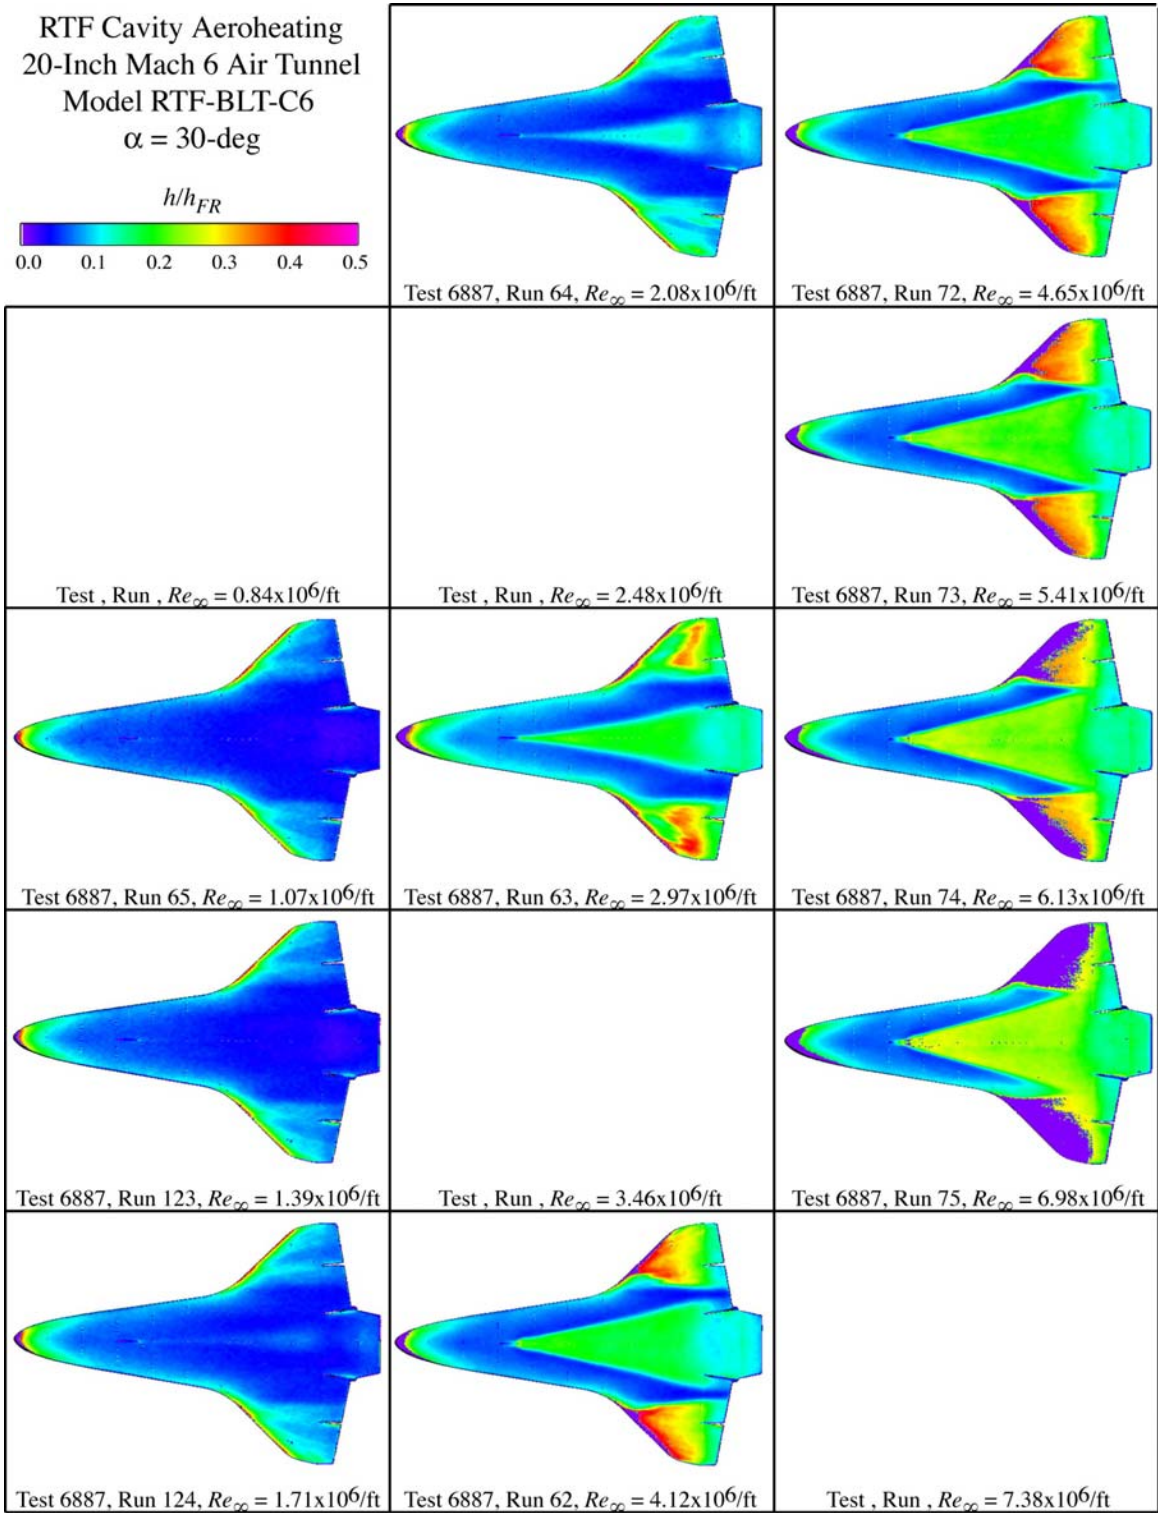 RTF Cavity Aeroheating
20-Inch Mach 6 Air Tunnel
Model RTF-BLT-C6
α = 30-deg
h/hFR
0.0 0.1 0.2 0.3 0.4 0.5
Test 6887, Run 64, Re∞ = 2.08x10⁶/ft
Test 6887, Run 72, Re∞ = 4.65x10⁶/ft
Test , Run , Re∞ = 0.84x10⁶/ft
Test , Run , Re∞ = 2.48x10⁶/ft
Test 6887, Run 73, Re∞ = 5.41x10⁶/ft
Test 6887, Run 65, Re∞ = 1.07x10⁶/ft
Test 6887, Run 63, Re∞ = 2.97x10⁶/ft
Test 6887, Run 74, Re∞ = 6.13x10⁶/ft
Test 6887, Run 123, Re∞ = 1.39x10⁶/ft
Test , Run , Re∞ = 3.46x10⁶/ft
Test 6887, Run 75, Re∞ = 6.98x10⁶/ft
Test 6887, Run 124, Re∞ = 1.71x10⁶/ft
Test 6887, Run 62, Re∞ = 4.12x10⁶/ft
Test , Run , Re∞ = 7.38x10⁶/ft